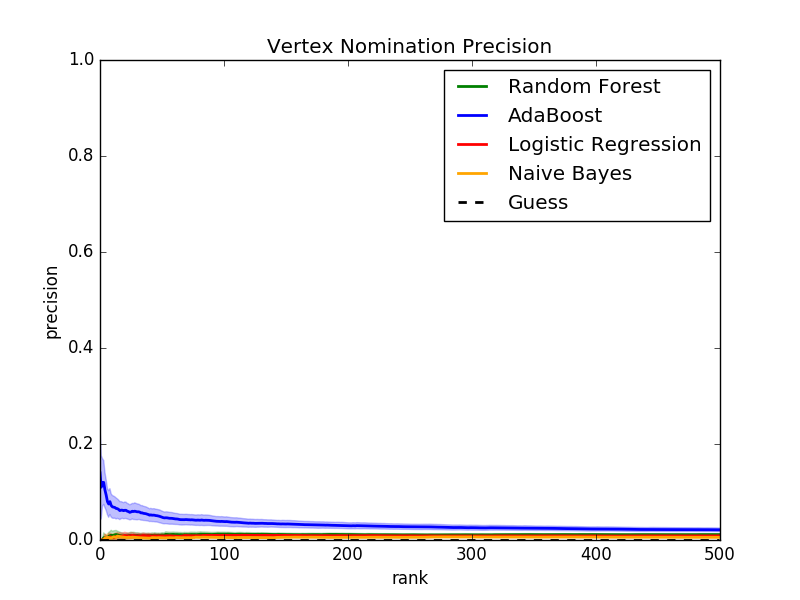 Vertex Nomination Precision
1.0
0.8
0.6
0.4
0.2
0.0
precision
Random Forest
AdaBoost
Logistic Regression
Naive Bayes
Guess
0 100 200 300 400 500
rank